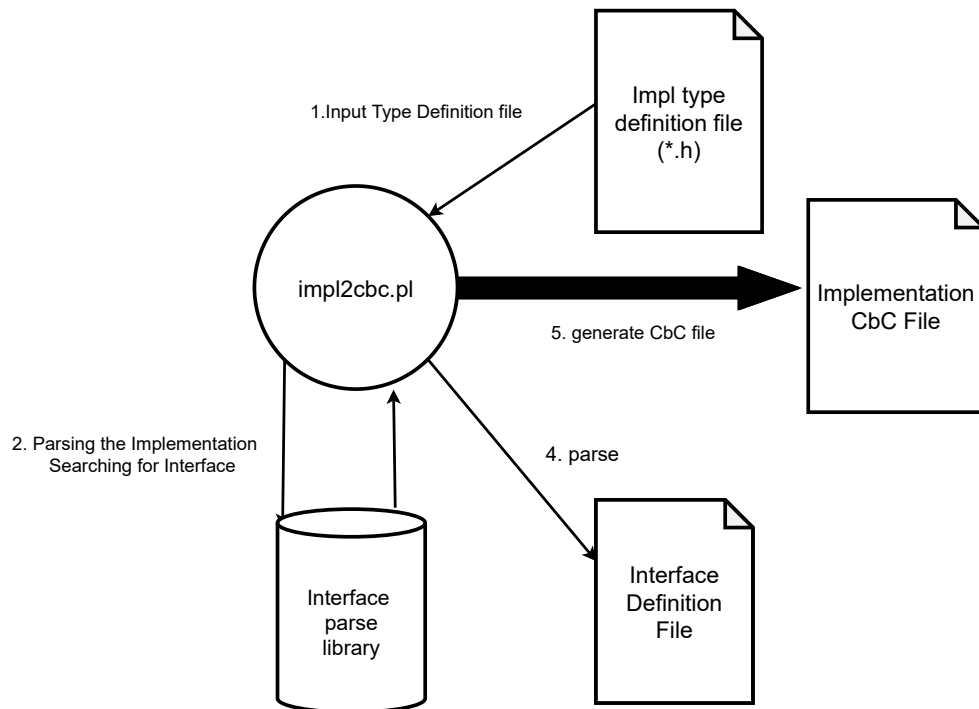 Impl type
definition file
(*.h)
1.Input Type Definition file
impl2cbc.pl
Implementation
CbC File
5. generate CbC file
2. Parsing the Implementation
Searching for Interface
4. parse
Interface
parse
library
Interface
Definition
File